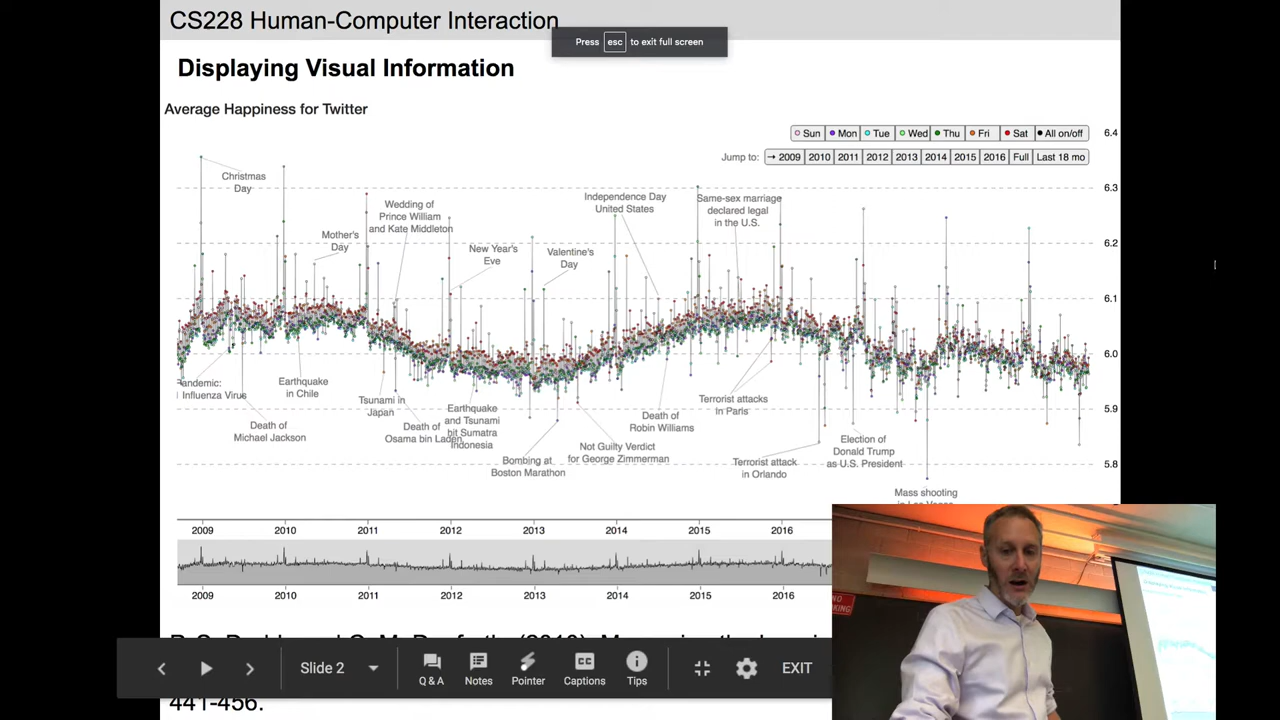 CS228 Human-Computer Interaction
Press esc to exit full screen
Displaying Visual Information
Average Happiness for Twitter
Sun Mon Tue Wed Thu Fri Sat All on/off
Jump to: → 2009 2010 2011 2012 2013 2014 2015 2016 Full Last 18 mo
6.4
6.3
6.2
6.1
6.0
5.9
5.8
Christmas
Day
Mother's
Day
Wedding of
Prince William
and Kate Middleton
New Year's
Eve
Valentine's
Day
Independence Day
United States
Same-sex marriage
declared legal
in the U.S.
Pandemic:
Influenza Virus
Death of
Michael Jackson
Earthquake
in Chile
Tsunami in
Japan
Death of
Osama bin Laden
Earthquake
and Tsunami
hit Sumatra
Indonesia
Bombing at
Boston Marathon
Not Guilty Verdict
for George Zimmerman
Death of
Robin Williams
Terrorist attacks
in Paris
Terrorist attack
in Orlando
Election of
Donald Trump
as U.S. President
Mass shooting
in Las Vegas
2009 2010 2011 2012 2013 2014 2015 2016
2009 2010 2011 2012 2013 2014 2015 2016
Slide 2
Q & A
Notes
Pointer
CC
Captions
Tips
EXIT
441-456.
NO